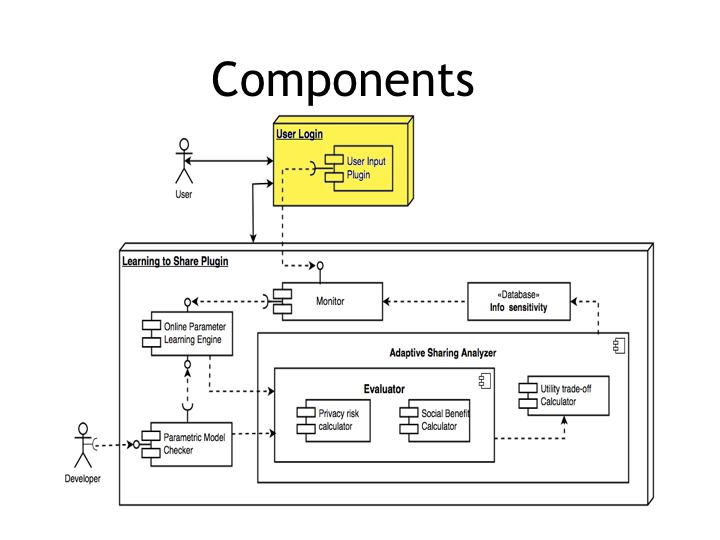 Components
User Login
User Input
Plugin
User
Learning to Share Plugin
Monitor
«Database»
Info sensitivity
Online Parameter
Learning Engine
Adaptive Sharing Analyzer
Evaluator
Privacy risk
calculator
Social Benefit
Calculator
Utility trade-off
Calculator
Parametric Model
Checker
Developer